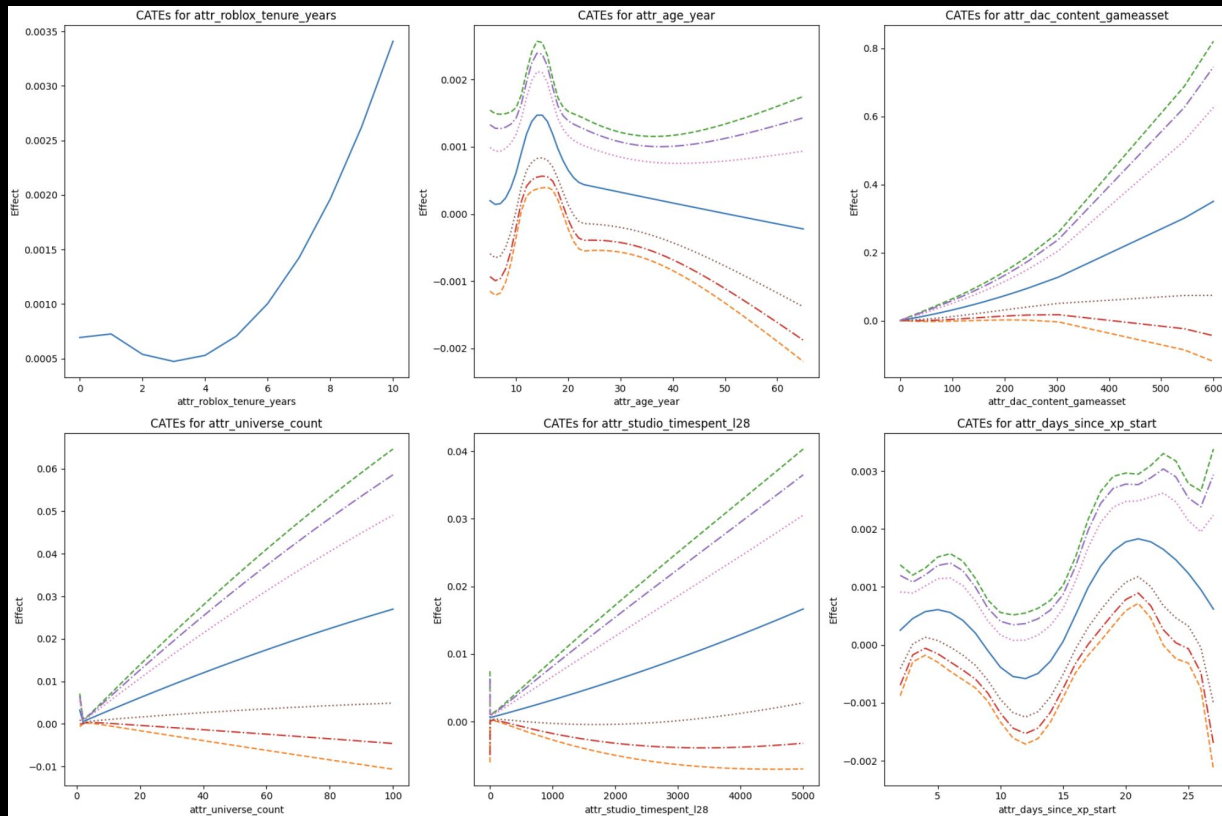 CATEs for attr_roblox_tenure_years
0.0035
0.0030
0.0025
0.0020
0.0015
0.0010
0.0005
Effect
0 2 4 6 8 10
attr_roblox_tenure_years
CATEs for attr_age_year
0.002
0.001
0.000
−0.001
−0.002
Effect
10 20 30 40 50 60
attr_age_year
CATEs for attr_dac_content_gameasset
0.8
0.6
0.4
0.2
0.0
Effect
0 100 200 300 400 500 600
attr_dac_content_gameasset
CATEs for attr_universe_count
0.06
0.05
0.04
0.03
0.02
0.01
0.00
−0.01
Effect
0 20 40 60 80 100
attr_universe_count
CATEs for attr_studio_timespent_l28
0.04
0.03
0.02
0.01
0.00
Effect
0 1000 2000 3000 4000 5000
attr_studio_timespent_l28
CATEs for attr_days_since_xp_start
0.003
0.002
0.001
0.000
−0.001
−0.002
Effect
5 10 15 20 25
attr_days_since_xp_start